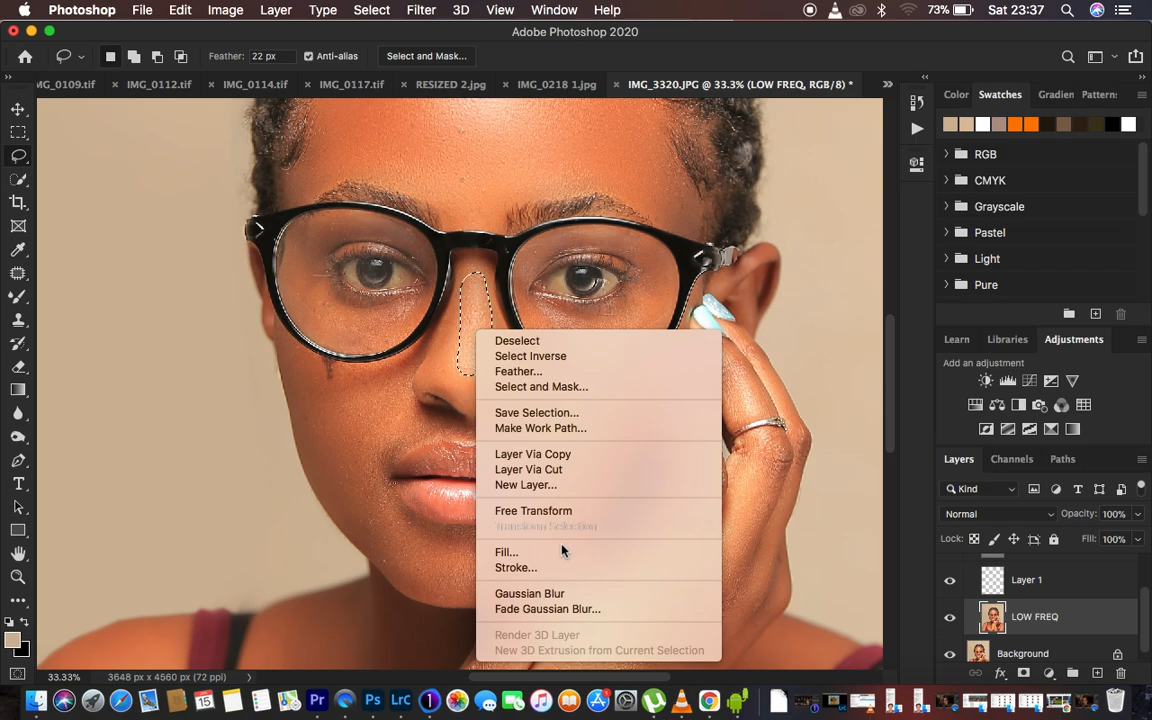 Photoshop File Edit Image Layer Type Select Filter 3D View Window Help 73% Sat 23:37
Adobe Photoshop 2020
Feather: 22 px Anti-alias Select and Mask...
IMG_0109.tif IMG_0112.tif IMG_0114.tif IMG_0117.tif RESIZED 2.jpg IMG_0218 1.jpg IMG_3320.JPG @ 33.3% (LOW FREQ, RGB/8) *
Color Swatches Gradien Pattern:
RGB
CMYK
Grayscale
Pastel
Light
Pure
Learn Libraries Adjustments
Add an adjustment
Deselect
Select Inverse
Feather...
Select and Mask...
Save Selection...
Make Work Path...
Layer Via Copy
Layer Via Cut
New Layer...
Free Transform
Transform Selection
Fill...
Stroke...
Gaussian Blur
Fade Gaussian Blur...
Render 3D Layer
New 3D Extrusion from Current Selection
Layers Channels Paths
Kind
Normal Opacity: 100%
Lock: Fill: 100%
Layer 1
LOW FREQ
Background
33.33% 3648 px x 4560 px (72 ppi)